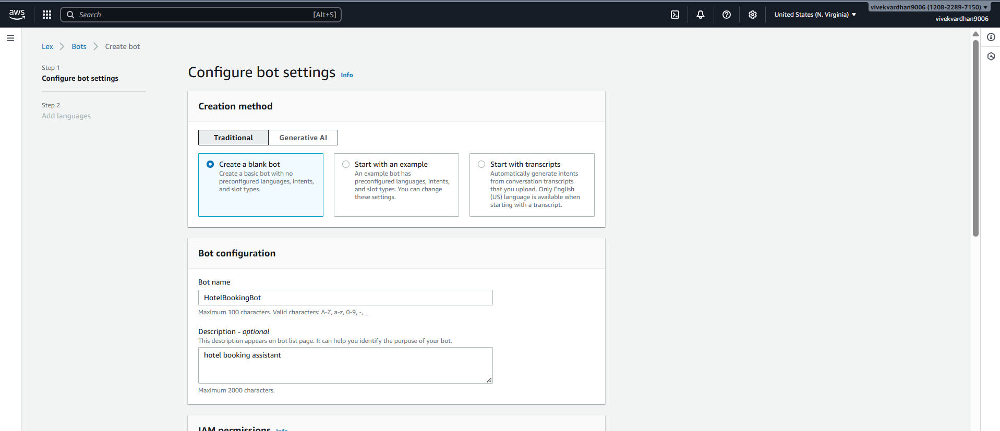 aws
Search [Alt+S]
United States (N. Virginia)
vivekvardhan9006 (1208-2289-7150)
vivekvardhan9006
Lex
Bots
Create bot
Step 1
Configure bot settings
Step 2
Add languages
Configure bot settings Info
Creation method
Traditional
Generative AI
Create a blank bot
Create a basic bot with no
preconfigured languages, intents,
and slot types.
Start with an example
An example bot has
preconfigured languages, intents,
and slot types. You can change
these settings.
Start with transcripts
Automatically generate intents
from conversation transcripts
that you upload. Only English
(US) language is available when
starting with a transcript.
Bot configuration
Bot name
HotelBookingBot
Maximum 100 characters. Valid characters: A-Z, a-z, 0-9, -, _
Description - optional
This description appears on bot list page. It can help you identify the purpose of your bot.
hotel booking assistant
Maximum 2000 characters.
IAM permissions Info